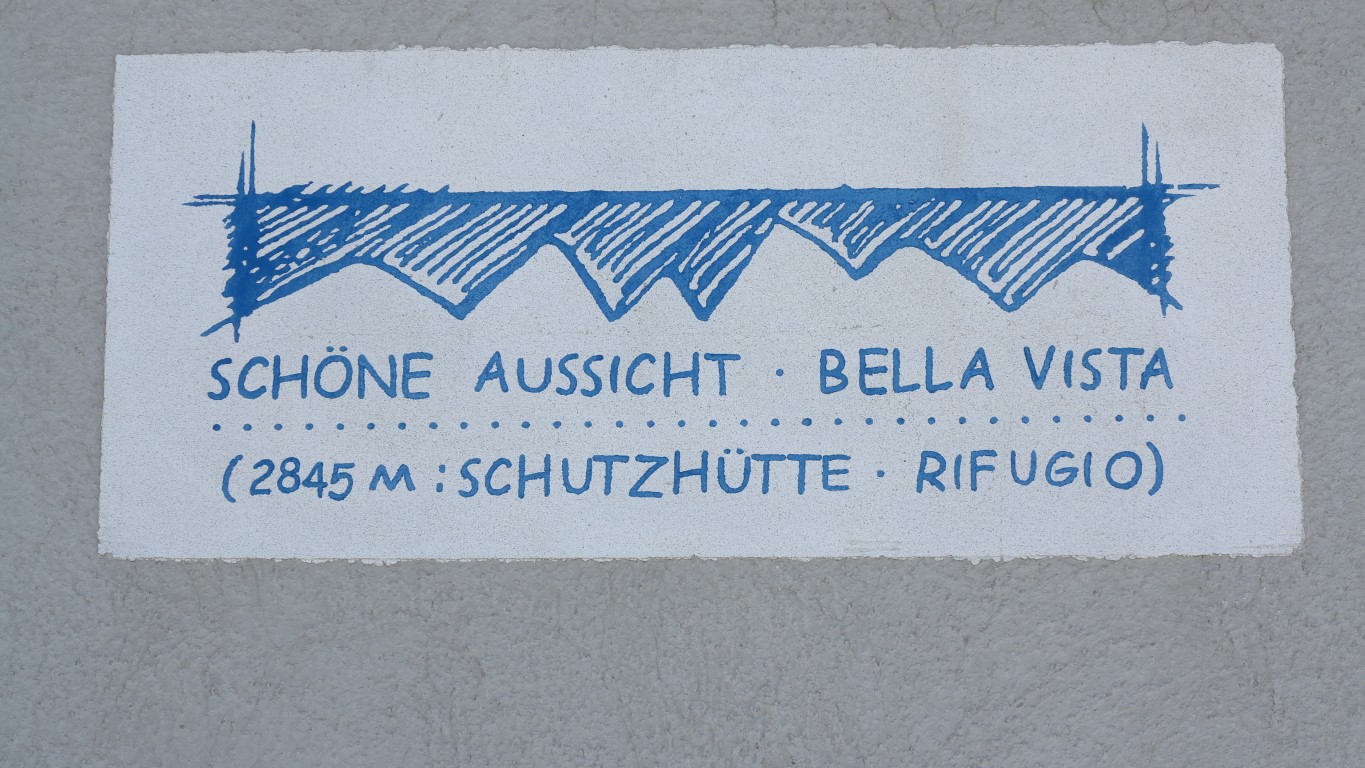 SCHÖNE AUSSICHT · BELLA VISTA
(2845 M : SCHUTZHÜTTE · RIFUGIO)